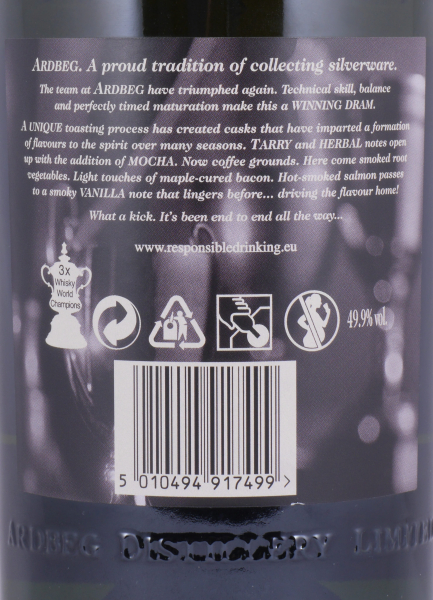 ARDBEG. A proud tradition of collecting silverware.
The team at ARDBEG have triumphed again. Technical skill, balance
and perfectly timed maturation make this a WINNING DRAM.
A UNIQUE toasting process has created casks that have imparted a formation
of flavours to the spirit over many seasons. TARRY and HERBAL notes open
up with the addition of MOCHA. Now coffee grounds. Here come smoked root
vegetables. Light touches of maple-cured bacon. Hot-smoked salmon passes
to a smoky VANILLA note that lingers before... driving the flavour home!
What a kick. It's been end to end all the way...
www.responsibledrinking.eu
3x
Whisky
World
Champions
49.9% vol.
5 010494 917499 >
ARDBEG DISTILLERY LIMITED